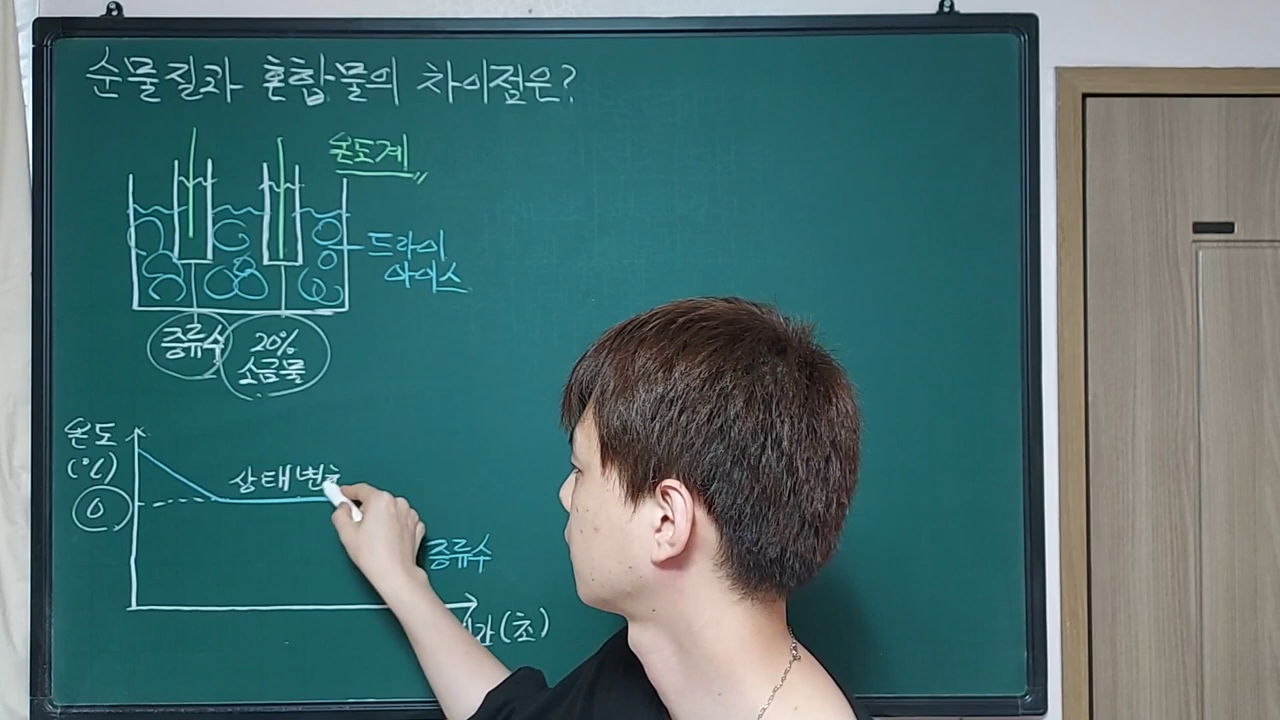 순물질과 혼합물의 차이점은?
온도계
드라이
아이스
증류수
20%
소금물
온도
(℃)
0
상태변
증류수
(초)